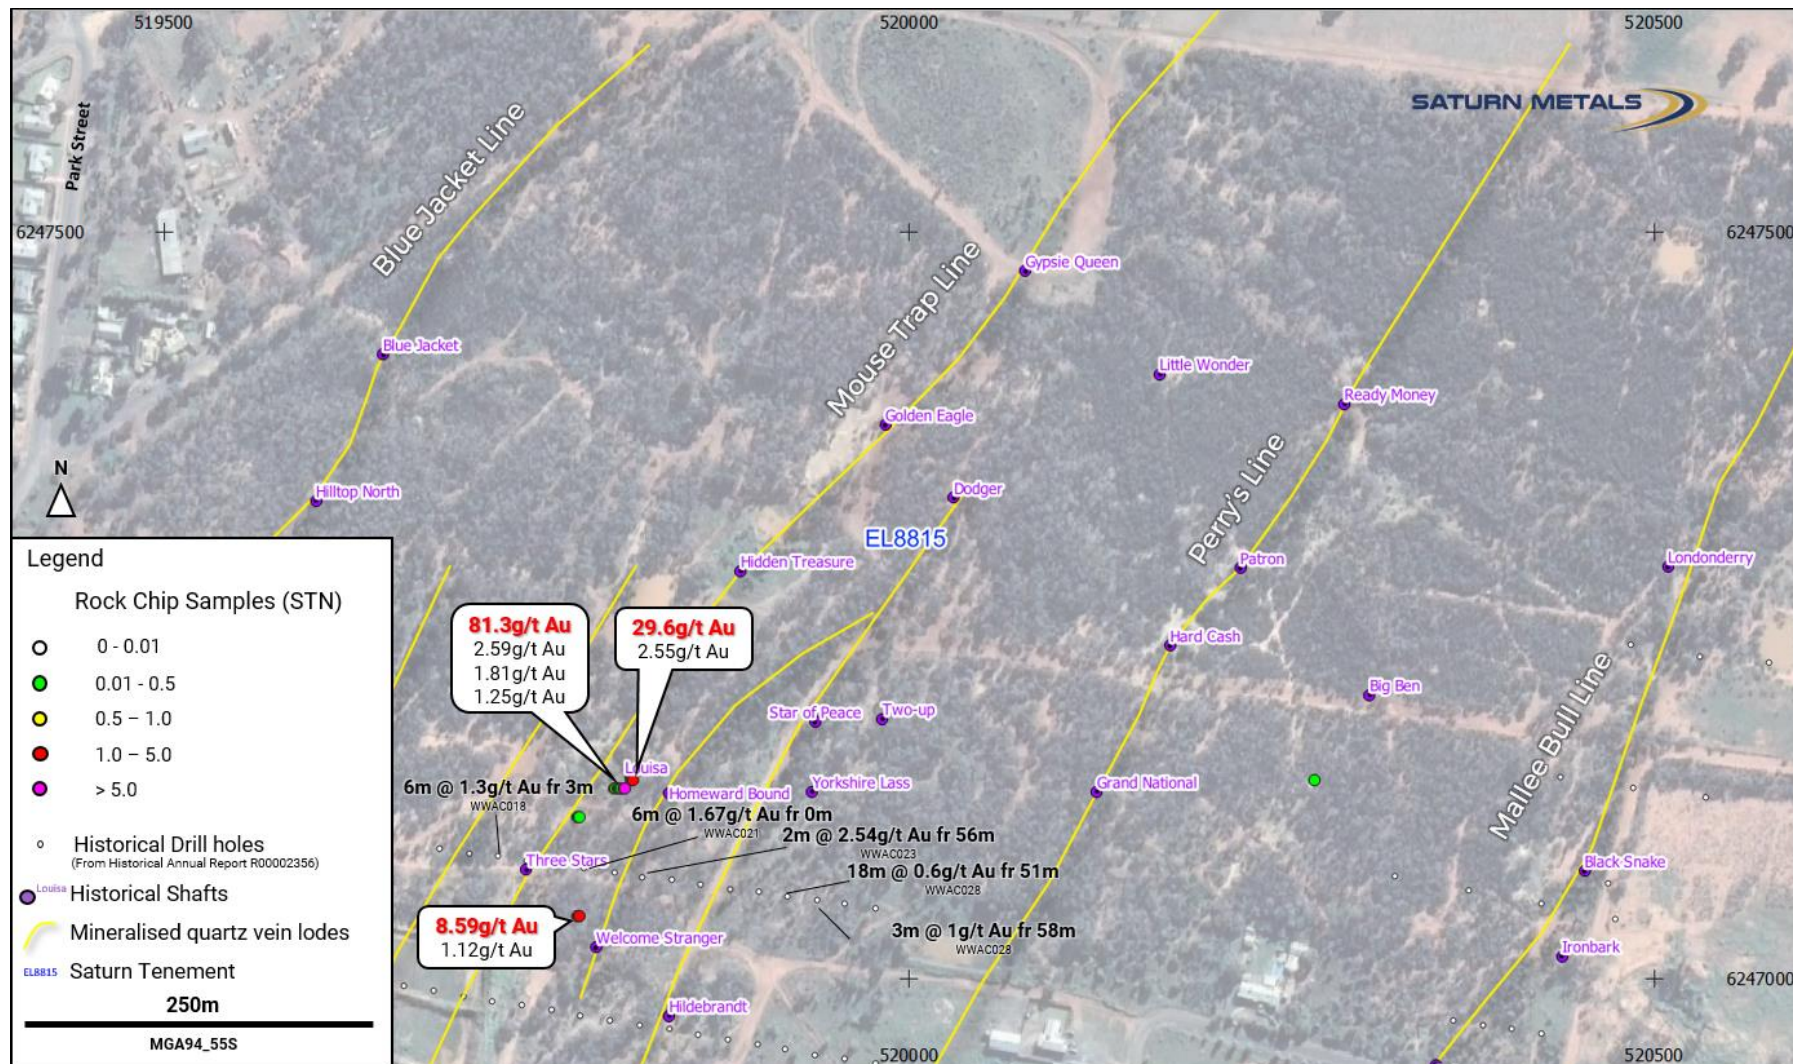 519500
520000
520500
SATURN METALS
Park Street
Blue Jacket Line
6247500
6247500
Mouse Trap Line
Gypsie Queen
Blue Jacket
Little Wonder
Ready Money
Golden Eagle
Perry's Line
N
Hilltop North
Dodger
EL8815
Hidden Treasure
Patron
Londonderry
Legend
Rock Chip Samples (STN)
0 - 0.01
0.01 - 0.5
0.5 – 1.0
1.0 – 5.0
> 5.0
Historical Drill holes
(From Historical Annual Report R00002356)
Louisa
Historical Shafts
Mineralised quartz vein lodes
EL8815
Saturn Tenement
250m
MGA94_55S
81.3g/t Au
2.59g/t Au
1.81g/t Au
1.25g/t Au
29.6g/t Au
2.55g/t Au
Hard Cash
Big Ben
Mallee Bull Line
Star of Peace
Two-up
Louisa
6m @ 1.3g/t Au fr 3m
WWAC018
Homeward Bound
Yorkshire Lass
Grand National
6m @ 1.67g/t Au fr 0m
WWAC021
2m @ 2.54g/t Au fr 56m
WWAC023
Three Stars
18m @ 0.6g/t Au fr 51m
WWAC028
Black Snake
8.59g/t Au
1.12g/t Au
Welcome Stranger
3m @ 1g/t Au fr 58m
WWAC028
Ironbark
6247000
Hildebrandt
520000
520500